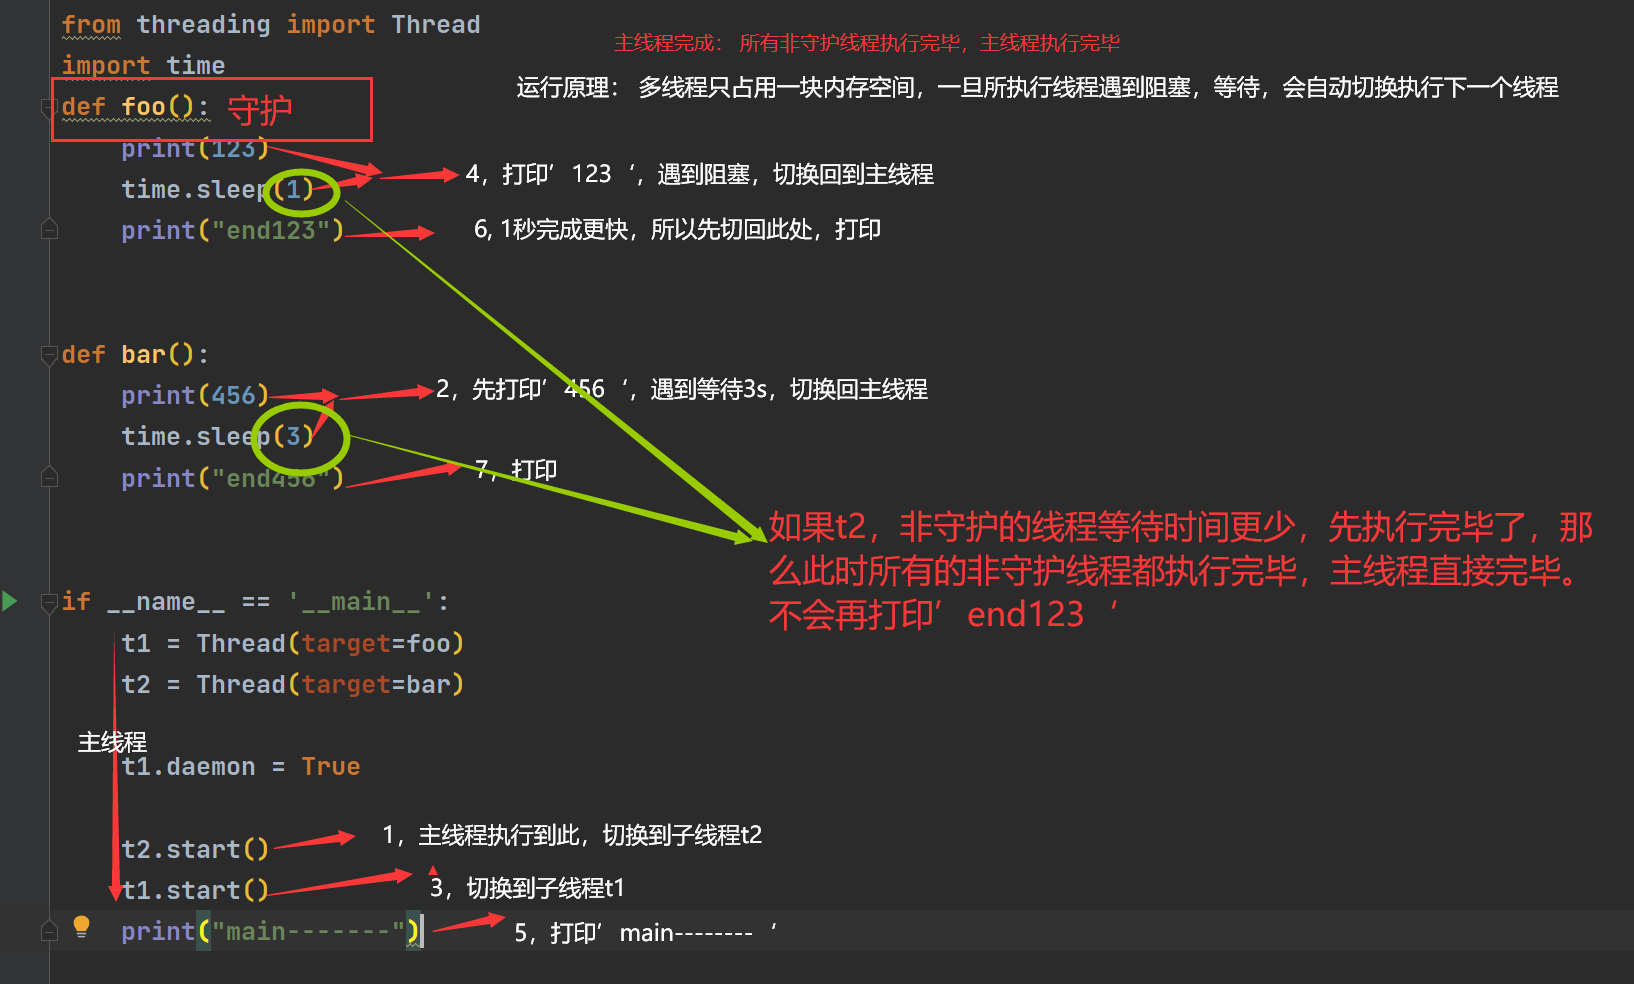 from threading import Thread
主线程完成： 所有非守护线程执行完毕，主线程执行完毕
import time
运行原理： 多线程只占用一块内存空间，一旦所执行线程遇到阻塞，等待，会自动切换执行下一个线程
def foo(): 守护
print(123)
4，打印’123‘，遇到阻塞，切换回到主线程
time.sleep(1)
print("end123")
6, 1秒完成更快，所以先切回此处，打印
def bar():
print(456)
2，先打印’456‘，遇到等待3s，切换回主线程
time.sleep(3)
print("end456")
7，打印
如果t2，非守护的线程等待时间更少，先执行完毕了，那
么此时所有的非守护线程都执行完毕，主线程直接完毕。
不会再打印’end123‘
if __name__ == '__main__':
t1 = Thread(target=foo)
t2 = Thread(target=bar)
主线程
t1.daemon = True
t2.start()
1，主线程执行到此，切换到子线程t2
t1.start()
3，切换到子线程t1
print("main-------")
5，打印’main--------‘